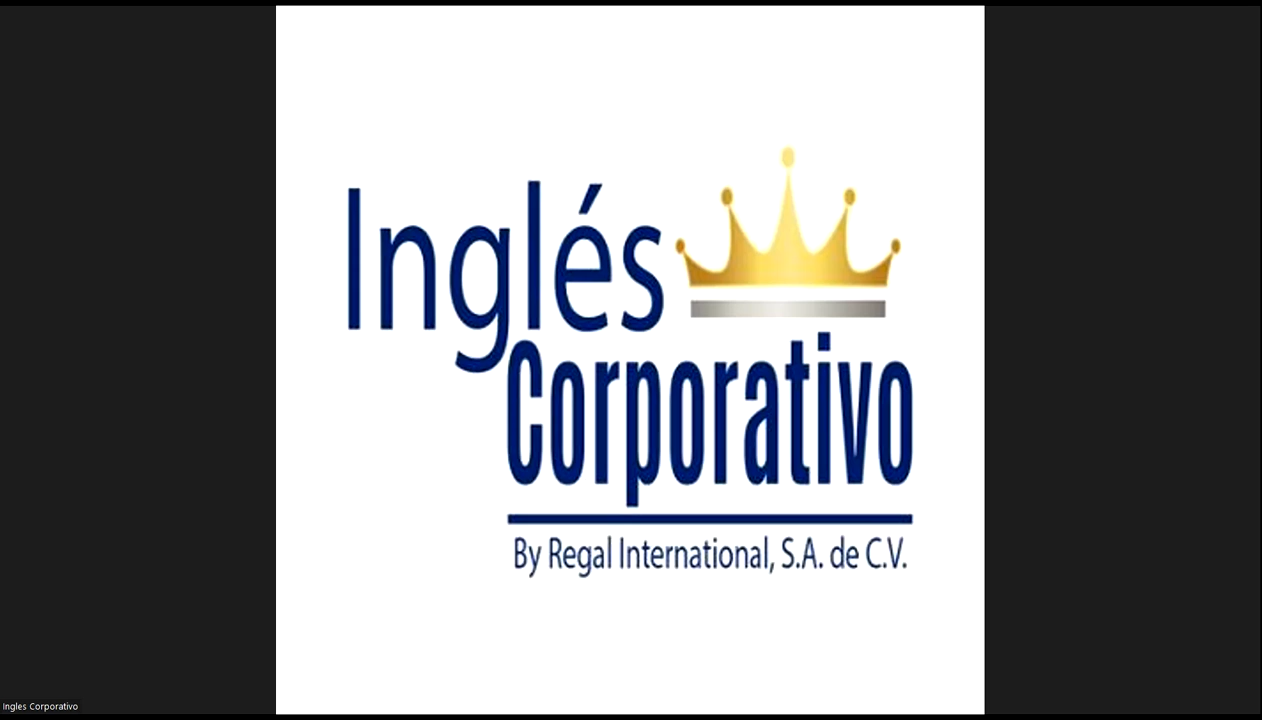 Inglés
Corporativo
By Regal International, S.A. de C.V.
Ingles Corporativo